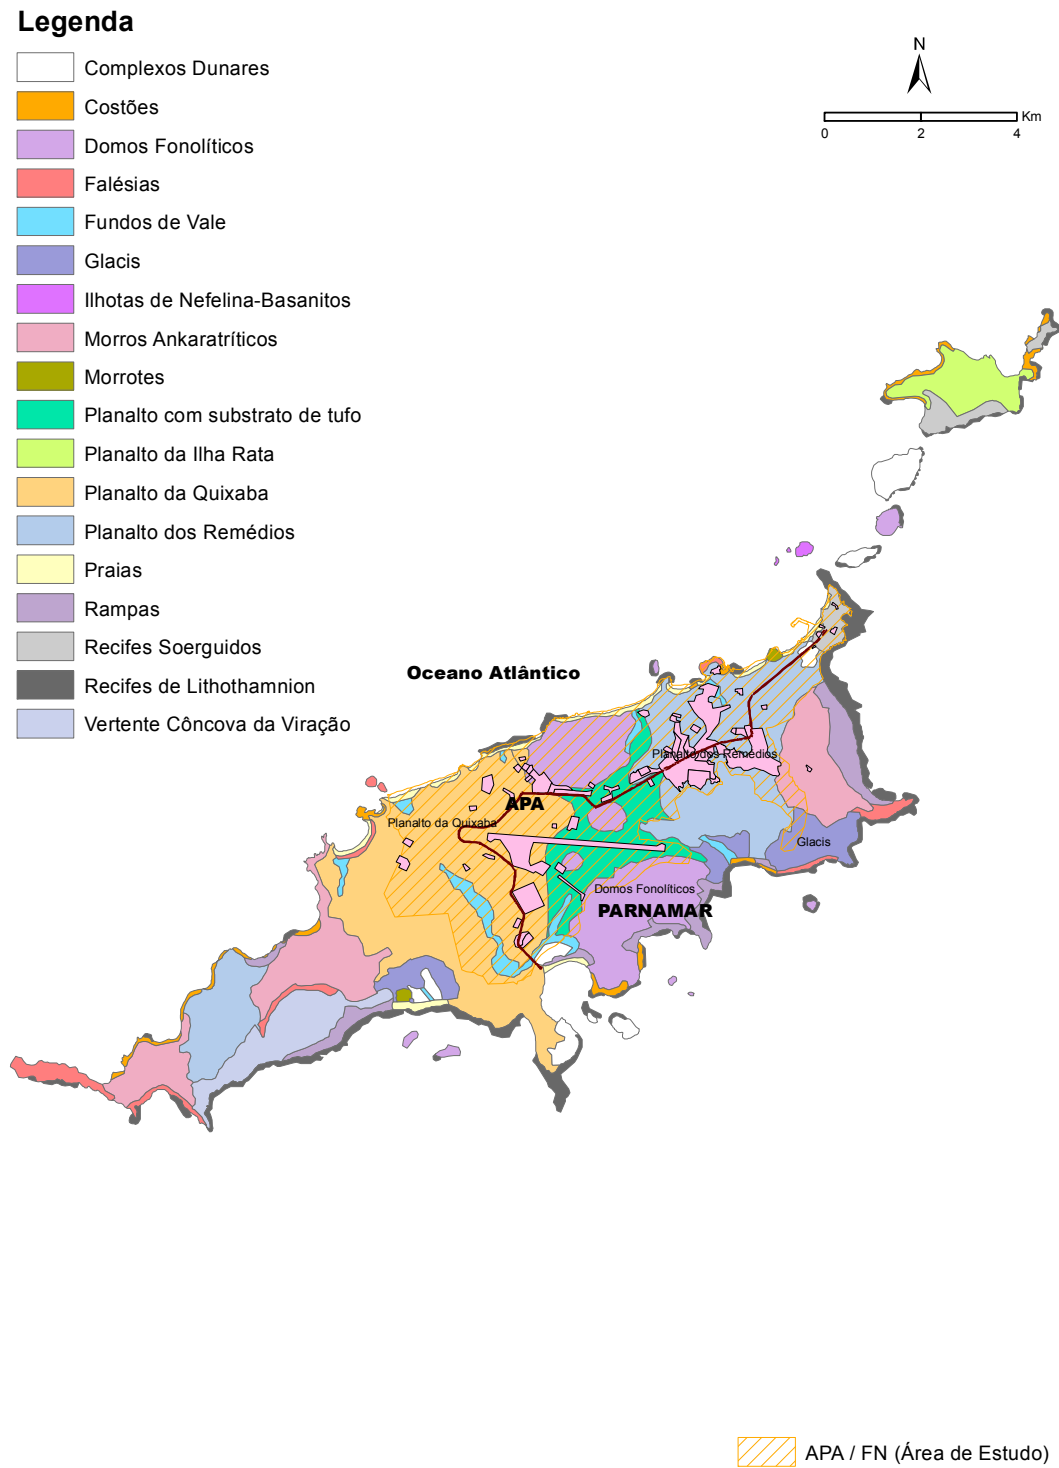 Legenda
Complexos Dunares
Costões
Domos Fonolíticos
Falésias
Fundos de Vale
Glacis
Ilhotas de Nefelina-Basanitos
Morros Ankaratríticos
Morrotes
Planalto com substrato de tufo
Planalto da Ilha Rata
Planalto da Quixaba
Planalto dos Remédios
Praias
Rampas
Recifes Soerguidos
Recifes de Lithothamnion
Vertente Côncova da Viração
N
Km
0 2 4
Oceano Atlântico
Planalto dos Remédios
APA
Planalto da Quixaba
Glacis
Domos Fonolíticos
PARNAMAR
APA / FN (Área de Estudo)